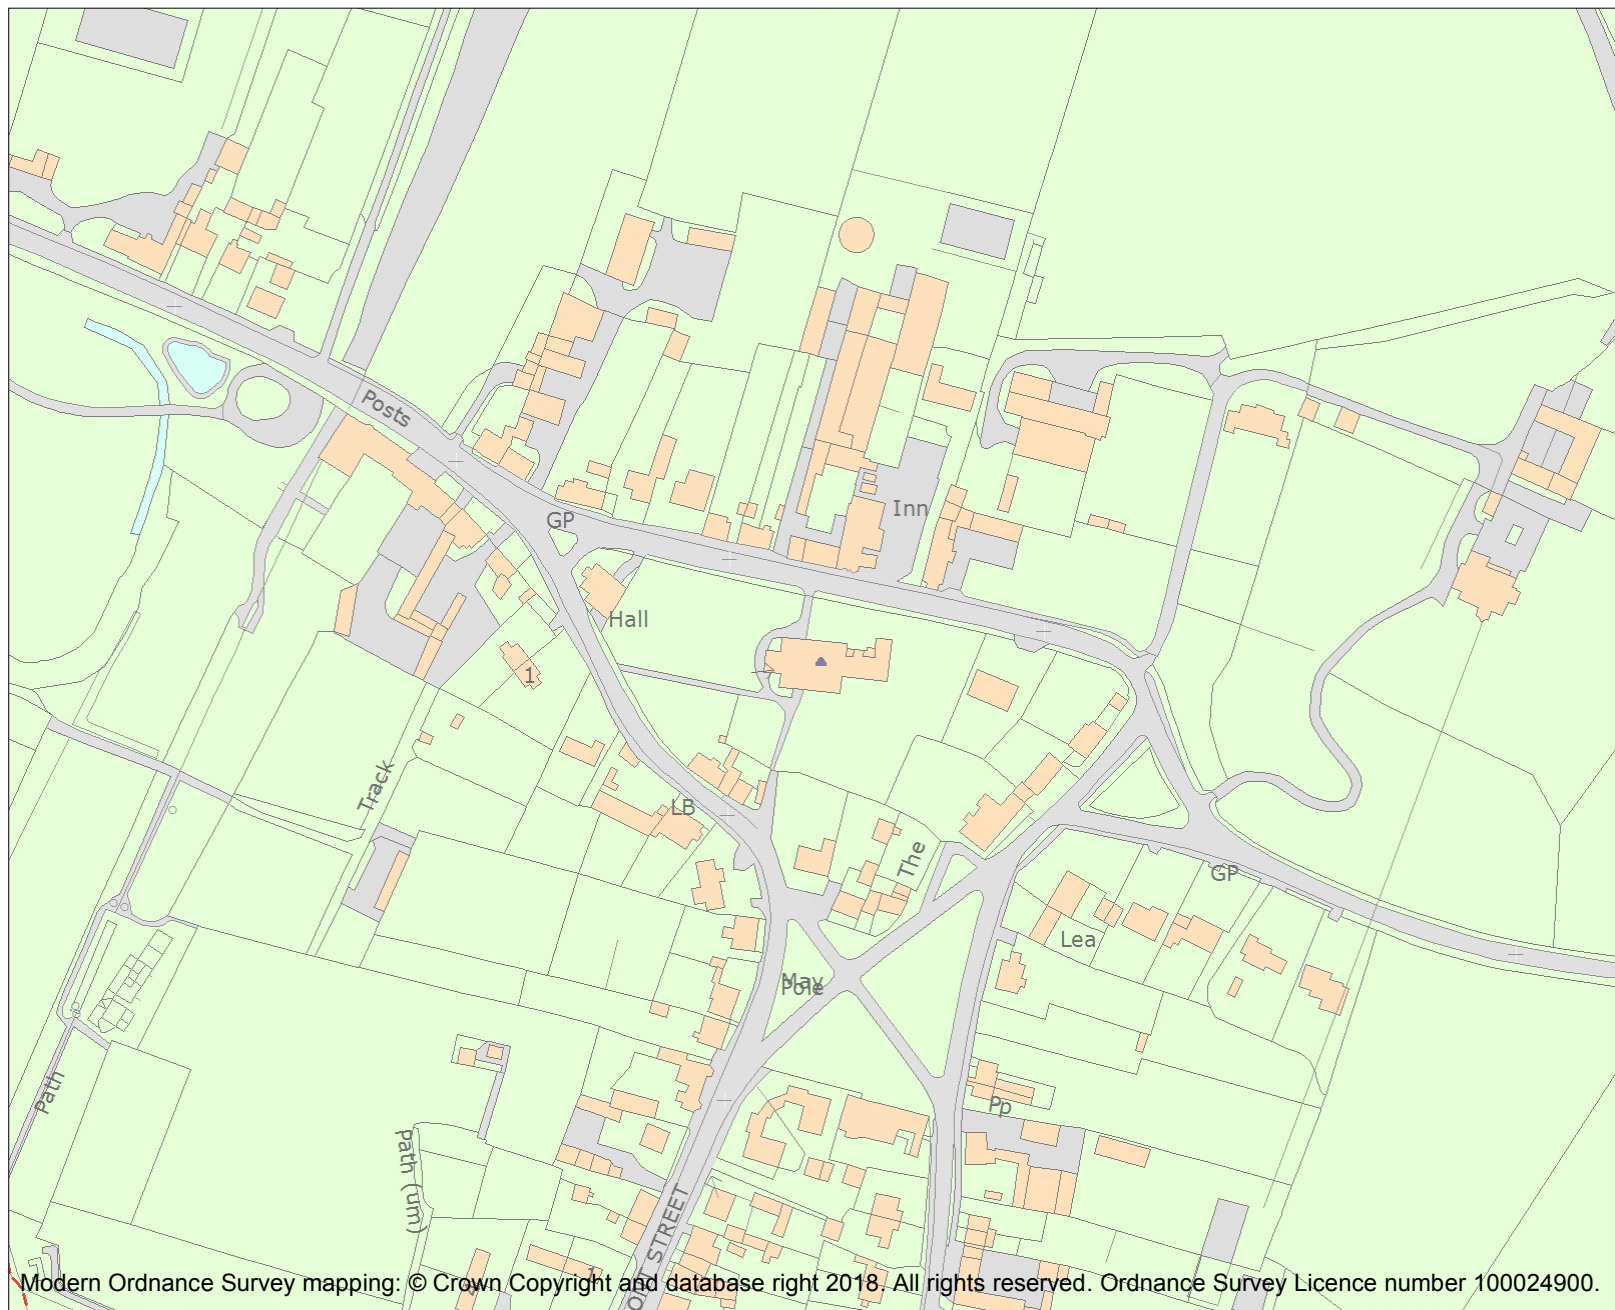 Posts
Inn
GP
Hall
1
Track
LB
The
GP
Lea
May
Pole
Path
Pp
Path (um)
STREET
1
Modern Ordnance Survey mapping: © Crown Copyright and database right 2018. All rights reserved. Ordnance Survey Licence number 100024900.